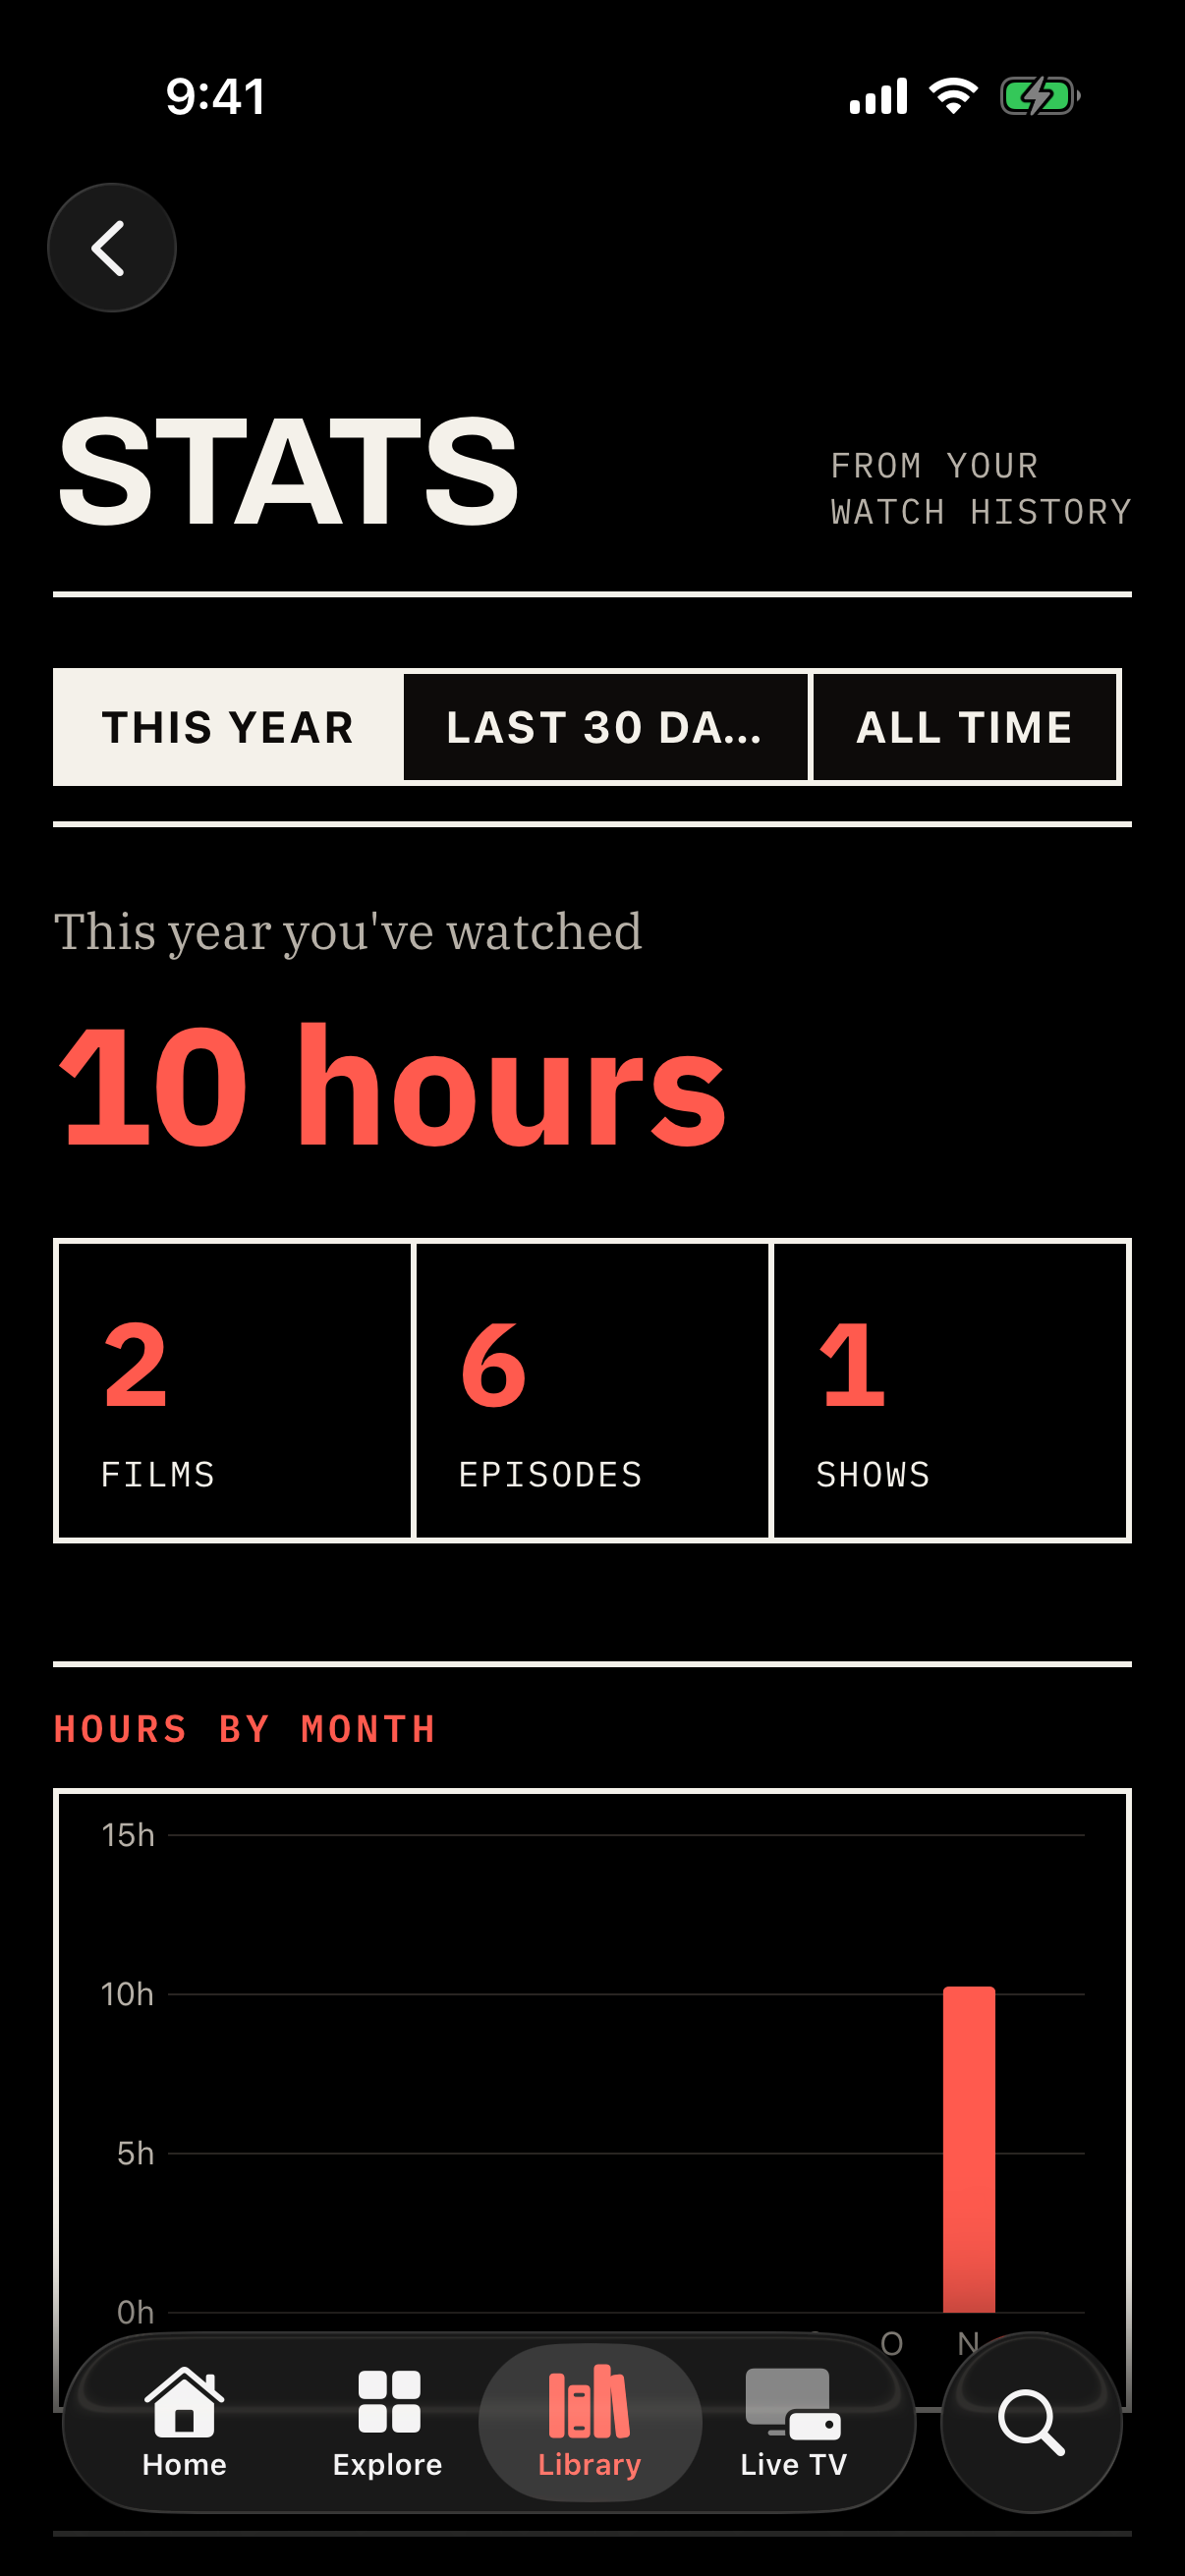 9:41
STATS
FROM YOUR
WATCH HISTORY
THIS YEAR
LAST 30 DA...
ALL TIME
This year you've watched
10 hours
2
FILMS
6
EPISODES
1
SHOWS
HOURS BY MONTH
15h
10h
5h
0h
O
N
Home
Explore
Library
Live TV